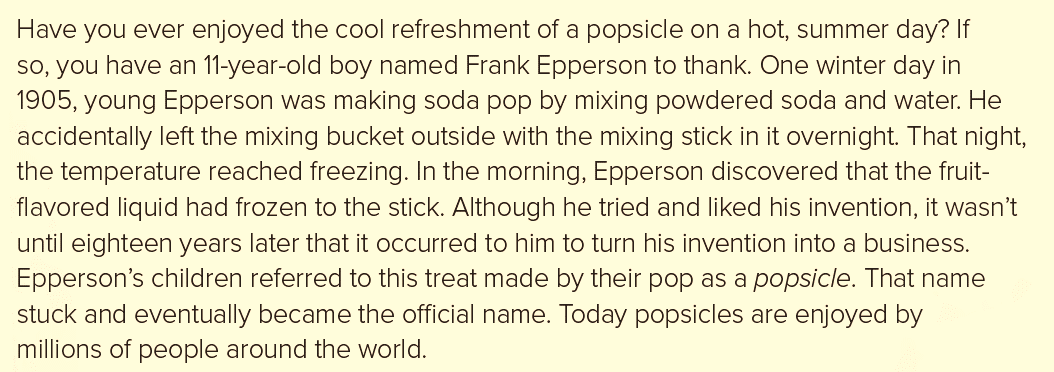 Have you ever enjoyed the cool refreshment of a popsicle on a hot, summer day? If
so, you have an 11-year-old boy named Frank Epperson to thank. One winter day in
1905, young Epperson was making soda pop by mixing powdered soda and water. He
accidentally left the mixing bucket outside with the mixing stick in it overnight. That night,
the temperature reached freezing. In the morning, Epperson discovered that the fruit-
flavored liquid had frozen to the stick. Although he tried and liked his invention, it wasn’t
until eighteen years later that it occurred to him to turn his invention into a business.
Epperson’s children referred to this treat made by their pop as a popsicle. That name
stuck and eventually became the official name. Today popsicles are enjoyed by
millions of people around the world.